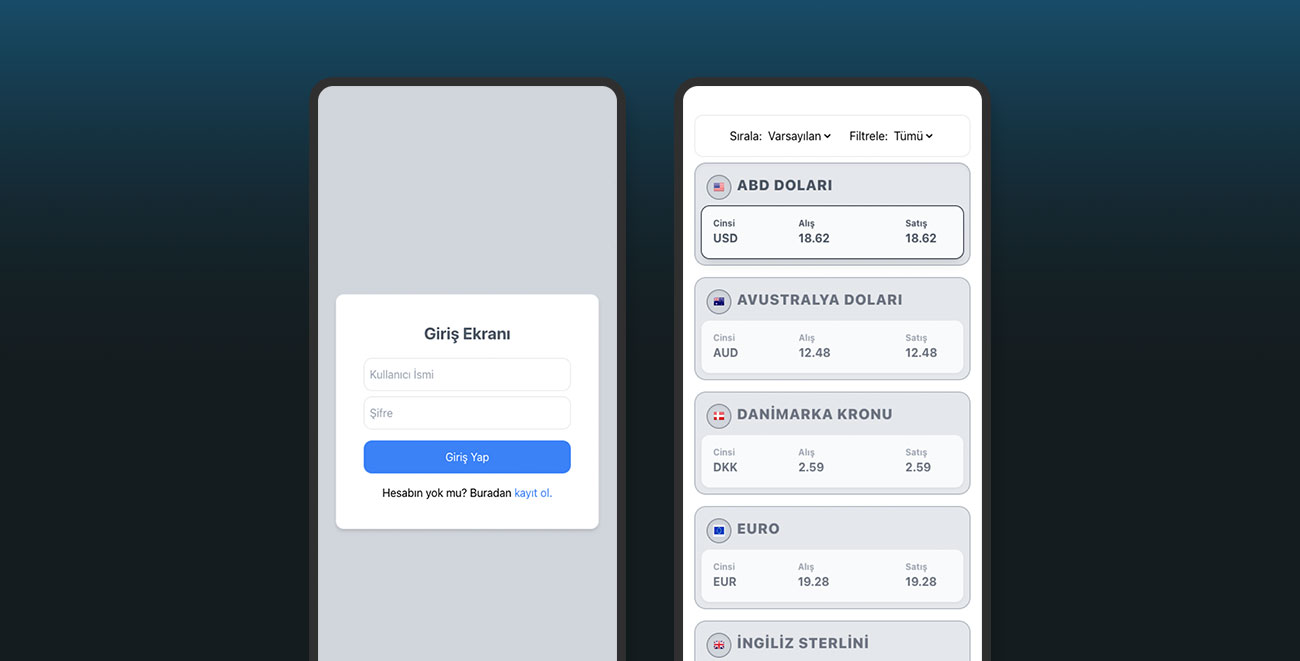 Giriş Ekranı
Kullanıcı İsmi
Şifre
Giriş Yap
Hesabın yok mu? Buradan kayıt ol.
Sırala: Varsayılan Filtrele: Tümü
ABD DOLARI
Cinsi Alış Satış
USD 18.62 18.62
AVUSTRALYA DOLARI
Cinsi Alış Satış
AUD 12.48 12.48
DANİMARKA KRONU
Cinsi Alış Satış
DKK 2.59 2.59
EURO
Cinsi Alış Satış
EUR 19.28 19.28
İNGİLİZ STERLİNİ